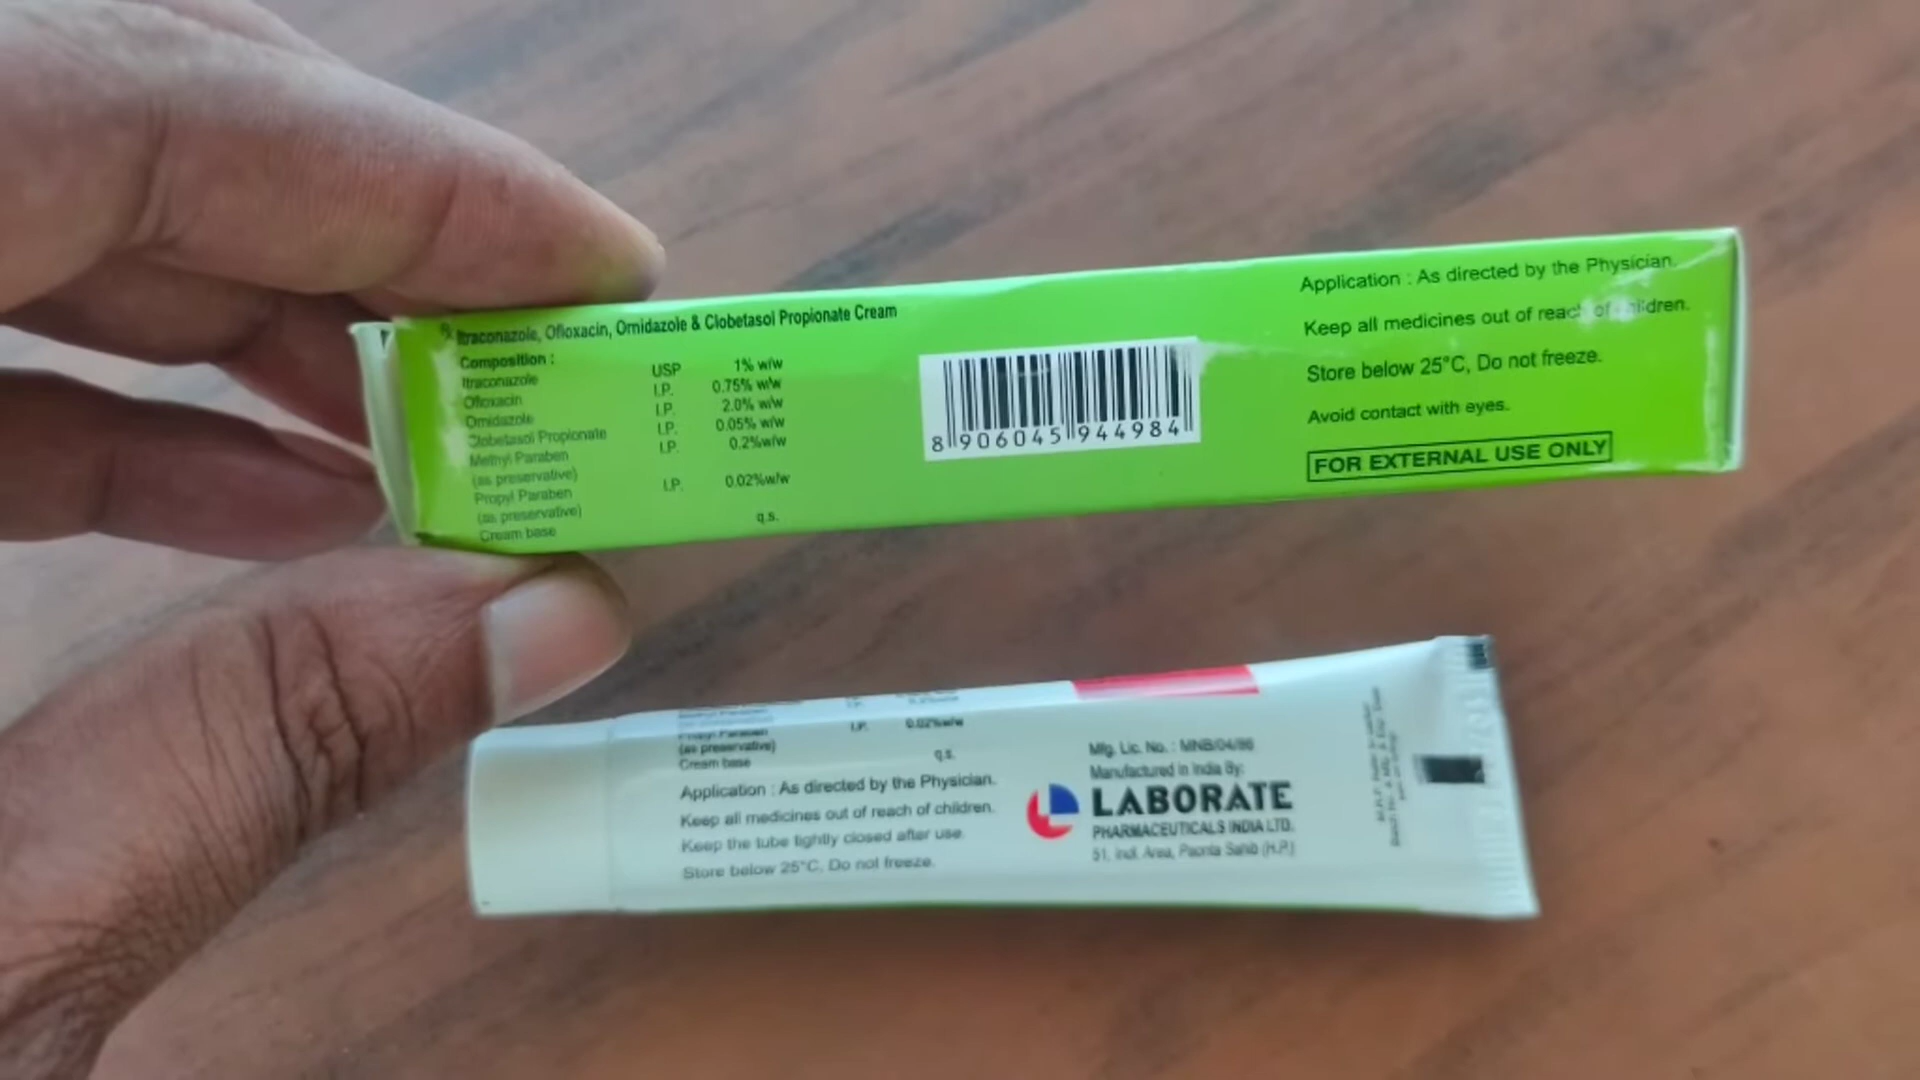 Itraconazole, Ofloxacin, Ornidazole & Clobetasol Propionate Cream
Composition :
Itraconazole USP 1% w/w
Ofloxacin I.P. 0.75% w/w
Ornidazole I.P. 2.0% w/w
Clobetasol Propionate I.P. 0.05% w/w
Methyl Paraben I.P. 0.2%w/w
(as preservative)
Propyl Paraben I.P. 0.02%w/w
(as preservative)
Cream base q.s.
8 906045 944984
Application : As directed by the Physician.
Keep all medicines out of reach of children.
Store below 25°C, Do not freeze.
Avoid contact with eyes.
FOR EXTERNAL USE ONLY
Propyl Paraben I.P. 0.02%w/w
(as preservative)
Cream base q.s.
Application : As directed by the Physician.
Keep all medicines out of reach of children.
Keep the tube tightly closed after use.
Store below 25°C, Do not freeze.
Mfg. Lic. No. : MNB/04/86
Manufactured in India By:
LABORATE
PHARMACEUTICALS INDIA LTD.
51, Indl. Area, Paonta Sahib (H.P.)